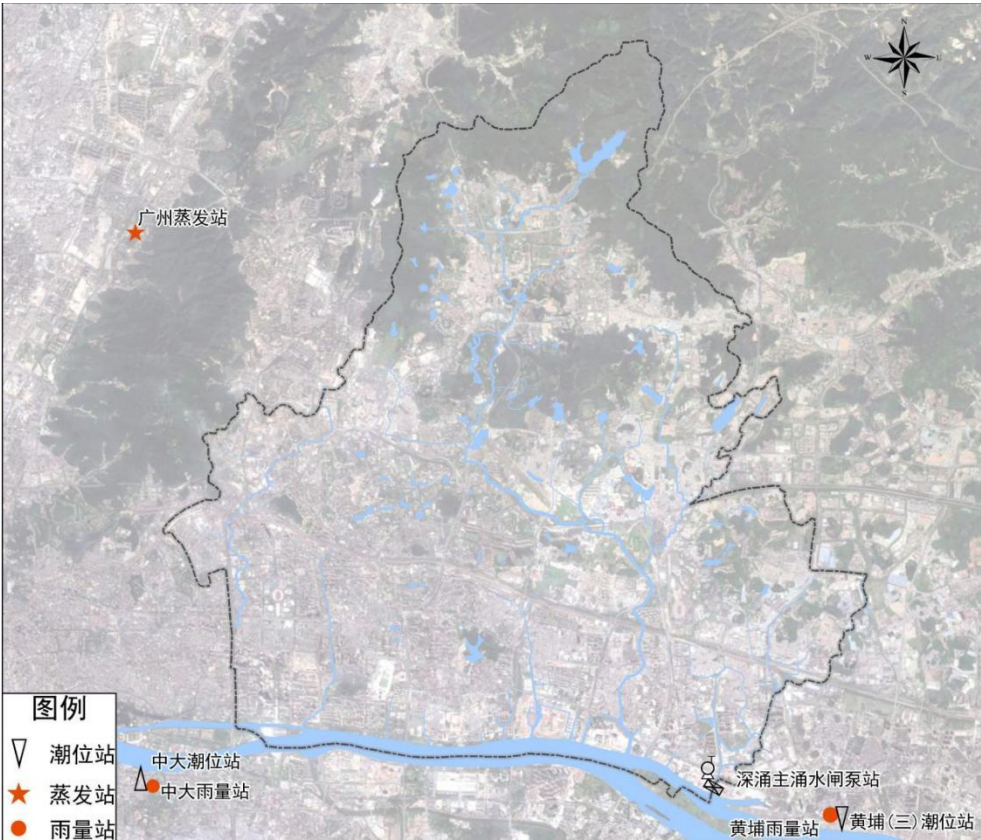 N
W
E
S
广州蒸发站
图例
潮位站
蒸发站
雨量站
中大潮位站
中大雨量站
深涌主涌水闸泵站
黄埔雨量站
黄埔(三)潮位站